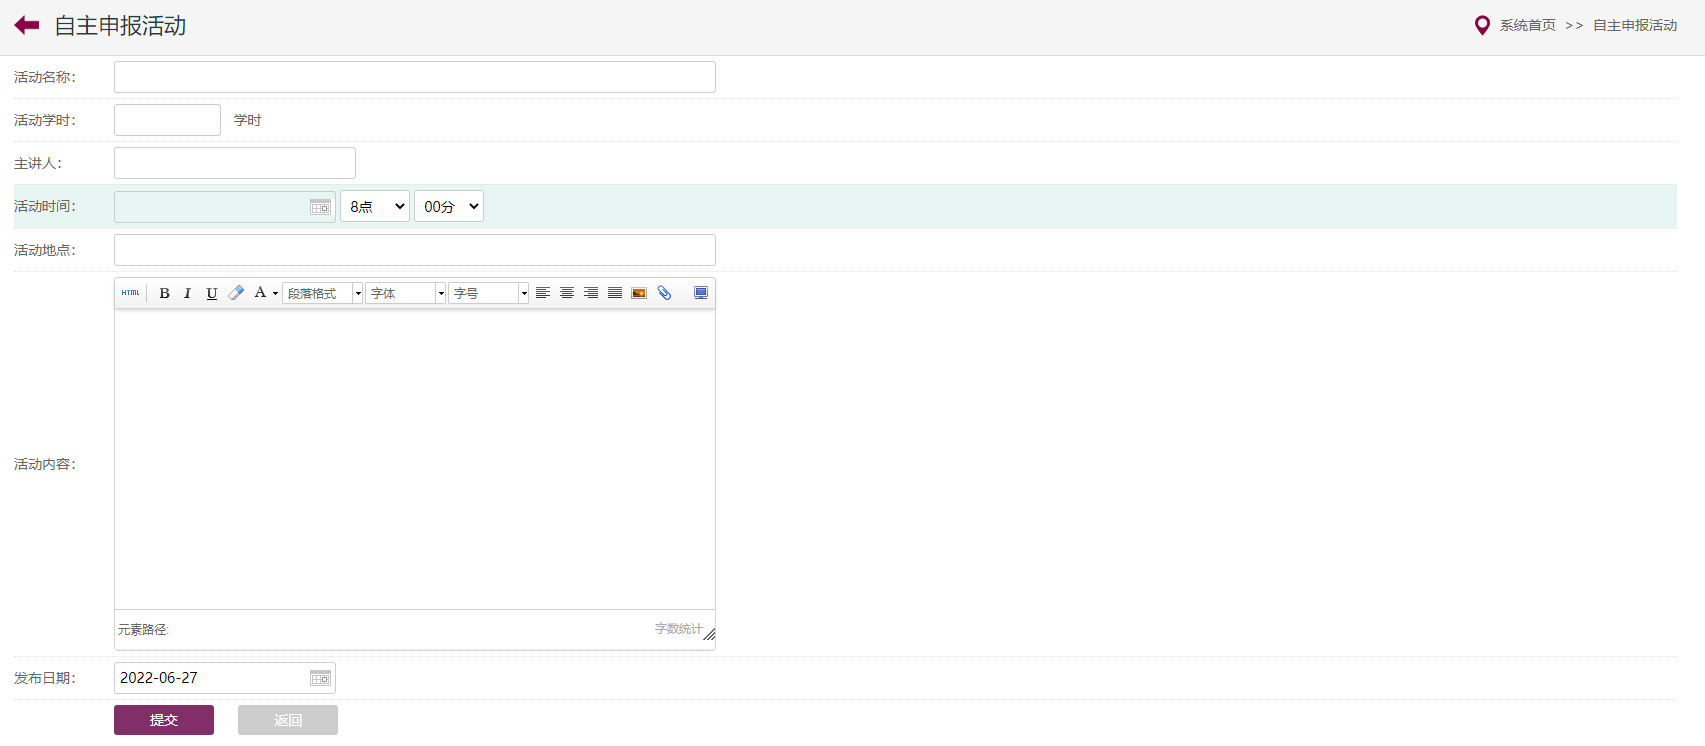 自主申报活动
系统首页 >> 自主申报活动
活动名称：
活动学时： 学时
主讲人：
活动时间： 8点 00分
活动地点：
HTML B I U A 段落格式 字体 字号
活动内容：
元素路径: 字数统计
发布日期： 2022-06-27
提交 返回